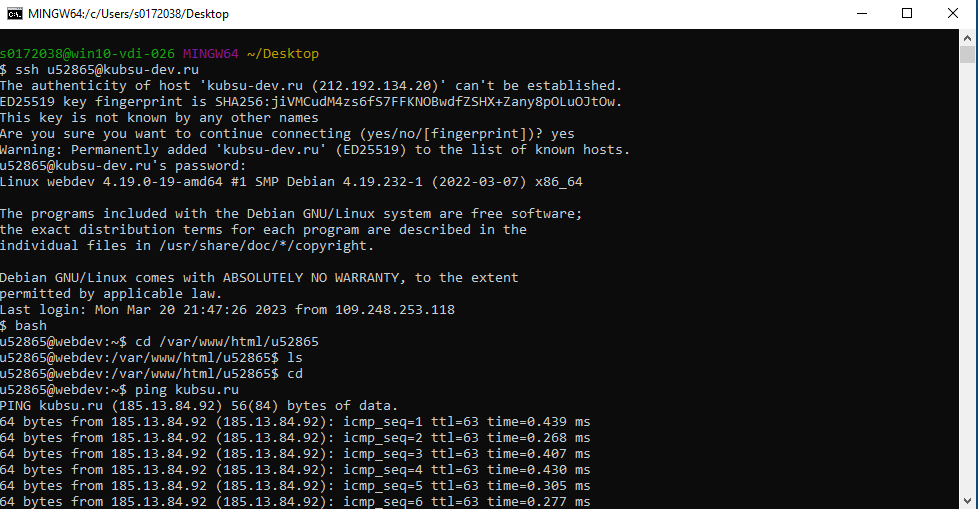 MINGW64:/c/Users/s0172038/Desktop
s0172038@win10-vdi-026 MINGW64 ~/Desktop
$ ssh u52865@kubsu-dev.ru
The authenticity of host 'kubsu-dev.ru (212.192.134.20)' can't be established.
ED25519 key fingerprint is SHA256:jiVMCudM4zs6fS7FFKNOBwdfZSHX+Zany8pOLuOJtOw.
This key is not known by any other names
Are you sure you want to continue connecting (yes/no/[fingerprint])? yes
Warning: Permanently added 'kubsu-dev.ru' (ED25519) to the list of known hosts.
u52865@kubsu-dev.ru's password:
Linux webdev 4.19.0-19-amd64 #1 SMP Debian 4.19.232-1 (2022-03-07) x86_64
The programs included with the Debian GNU/Linux system are free software;
the exact distribution terms for each program are described in the
individual files in /usr/share/doc/*/copyright.
Debian GNU/Linux comes with ABSOLUTELY NO WARRANTY, to the extent
permitted by applicable law.
Last login: Mon Mar 20 21:47:26 2023 from 109.248.253.118
$ bash
u52865@webdev:~$ cd /var/www/html/u52865
u52865@webdev:/var/www/html/u52865$ ls
u52865@webdev:/var/www/html/u52865$ cd
u52865@webdev:~$ ping kubsu.ru
PING kubsu.ru (185.13.84.92) 56(84) bytes of data.
64 bytes from 185.13.84.92 (185.13.84.92): icmp_seq=1 ttl=63 time=0.439 ms
64 bytes from 185.13.84.92 (185.13.84.92): icmp_seq=2 ttl=63 time=0.268 ms
64 bytes from 185.13.84.92 (185.13.84.92): icmp_seq=3 ttl=63 time=0.407 ms
64 bytes from 185.13.84.92 (185.13.84.92): icmp_seq=4 ttl=63 time=0.430 ms
64 bytes from 185.13.84.92 (185.13.84.92): icmp_seq=5 ttl=63 time=0.305 ms
64 bytes from 185.13.84.92 (185.13.84.92): icmp_seq=6 ttl=63 time=0.277 ms